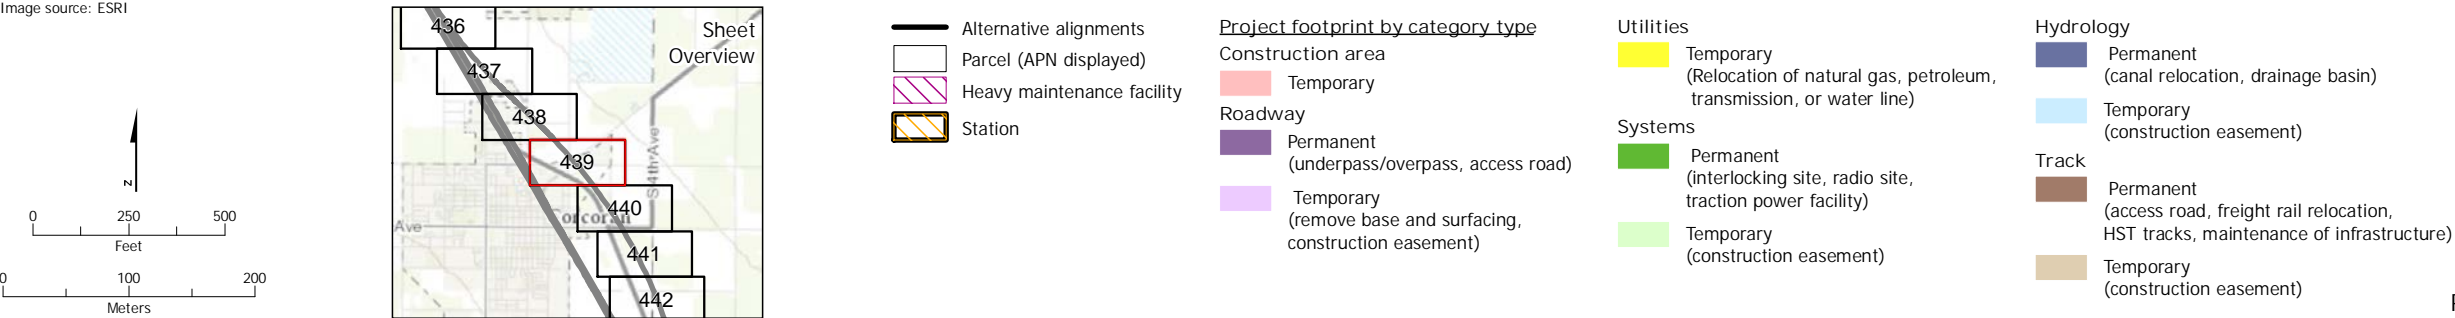 Image source: ESRI
N
0 250 500
Feet
0 100 200
Meters
Sheet
Overview
436
437
438
439
440
441
442
S 4th Ave
Corcoran
Ave
Alternative alignments
Parcel (APN displayed)
Heavy maintenance facility
Station
Project footprint by category type
Construction area
Temporary
Roadway
Permanent
(underpass/overpass, access road)
Temporary
(remove base and surfacing,
construction easement)
Utilities
Temporary
(Relocation of natural gas, petroleum,
transmission, or water line)
Systems
Permanent
(interlocking site, radio site,
traction power facility)
Temporary
(construction easement)
Hydrology
Permanent
(canal relocation, drainage basin)
Temporary
(construction easement)
Track
Permanent
(access road, freight rail relocation,
HST tracks, maintenance of infrastructure)
Temporary
(construction easement)